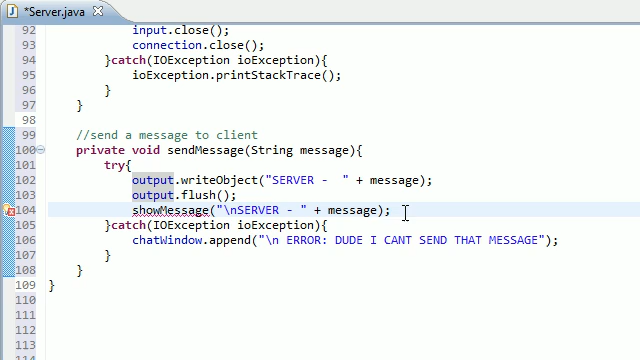 *Server.java
92 input.close();
93 connection.close();
94 }catch(IOException ioException){
95 ioException.printStackTrace();
96 }
97 }
98
99 //send a message to client
100 private void sendMessage(String message){
101 try{
102 output.writeObject("SERVER -  " + message);
103 output.flush();
104 showMessage("\nSERVER - " + message);
105 }catch(IOException ioException){
106 chatWindow.append("\n ERROR: DUDE I CANT SEND THAT MESSAGE");
107 }
108 }
109 }
110
111
112
113
114